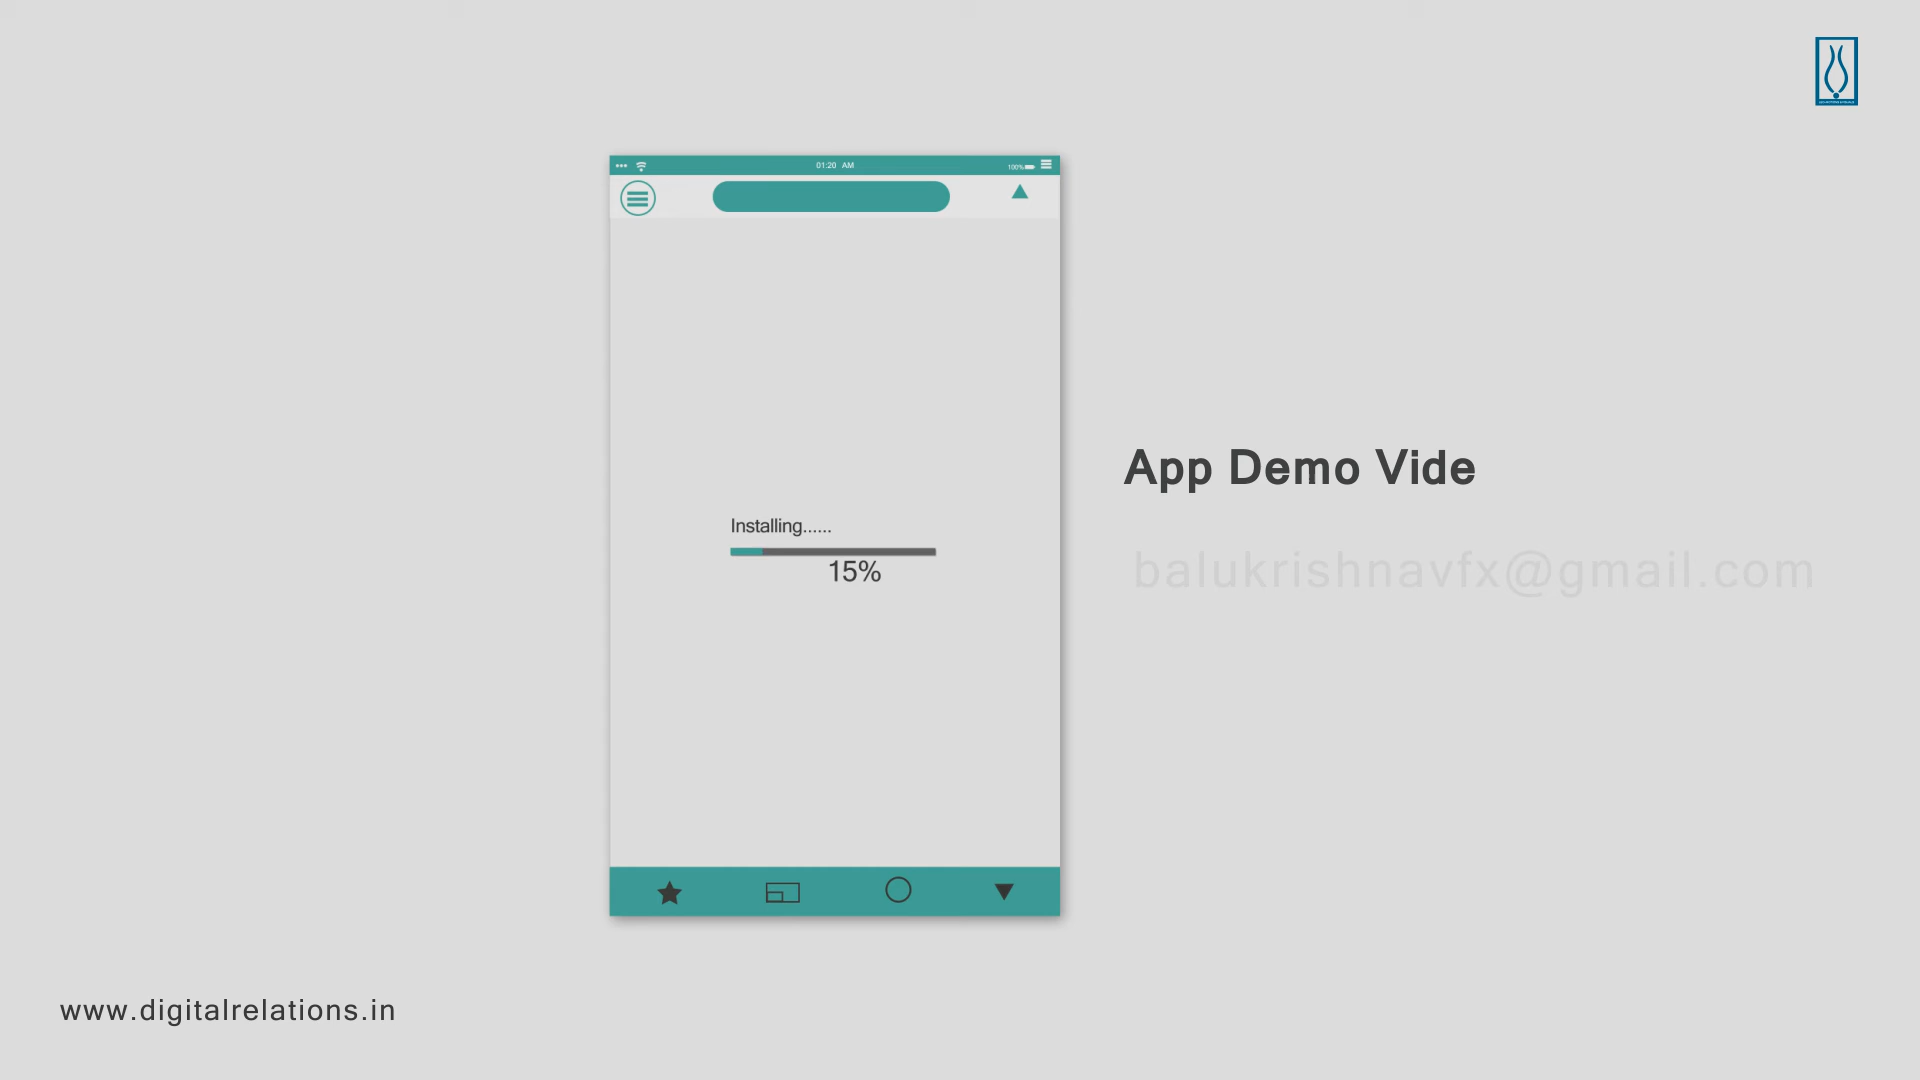 01:20 AM
100%
Installing......
15%
App Demo Vide
balukrishnavfx@gmail.com
www.digitalrelations.in